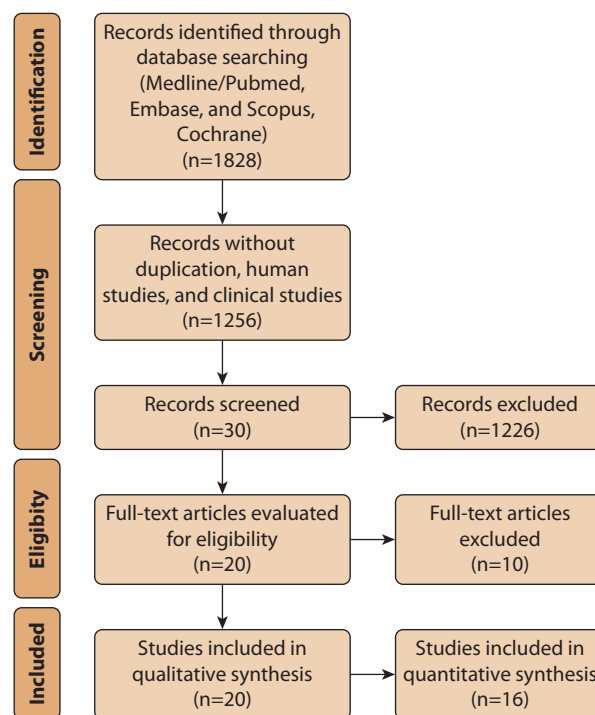 Identification
Records identified through
database searching
(Medline/Pubmed,
Embase, and Scopus,
Cochrane)
(n=1828)
Screening
Records without
duplication, human
studies, and clinical studies
(n=1256)
Records screened
(n=30)
Records excluded
(n=1226)
Eligibity
Full-text articles evaluated
for eligibility
(n=20)
Full-text articles
excluded
(n=10)
Included
Studies included in
qualitative synthesis
(n=20)
Studies included in
quantitative synthesis
(n=16)